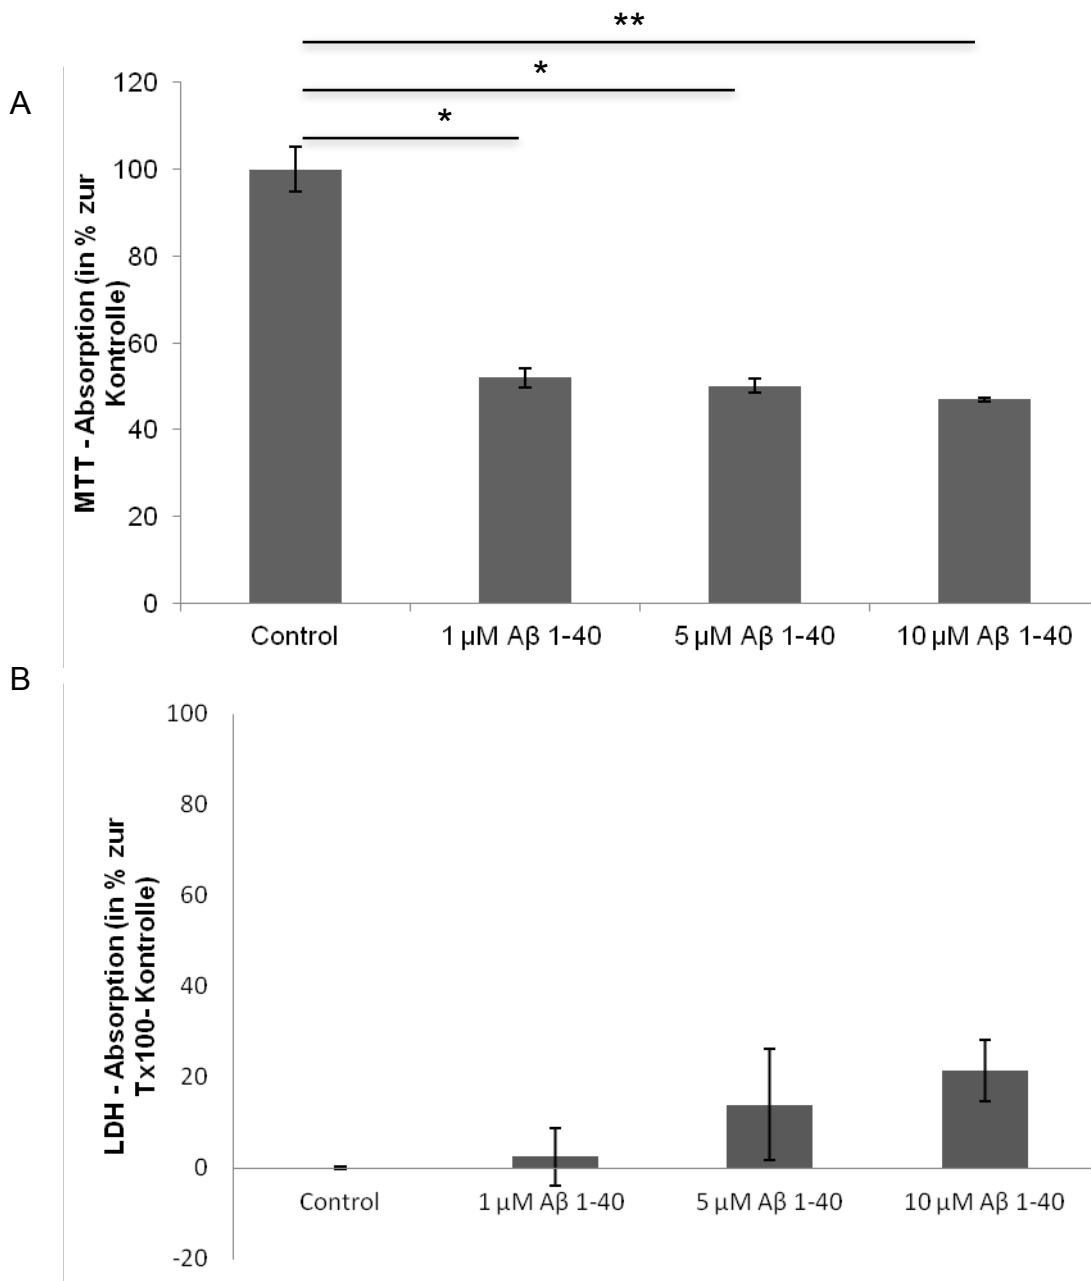 **
*
*
A
120
100
80
60
40
20
0
MTT - Absorption (in % zur
Kontrolle)
Control 1 µM Aβ 1-40 5 µM Aβ 1-40 10 µM Aβ 1-40
B
100
80
60
40
20
0
-20
LDH - Absorption (in % zur
Tx100- Kontrolle)
Control 1 µM Aβ 1-40 5 µM Aβ 1-40 10 µM Aβ 1-40